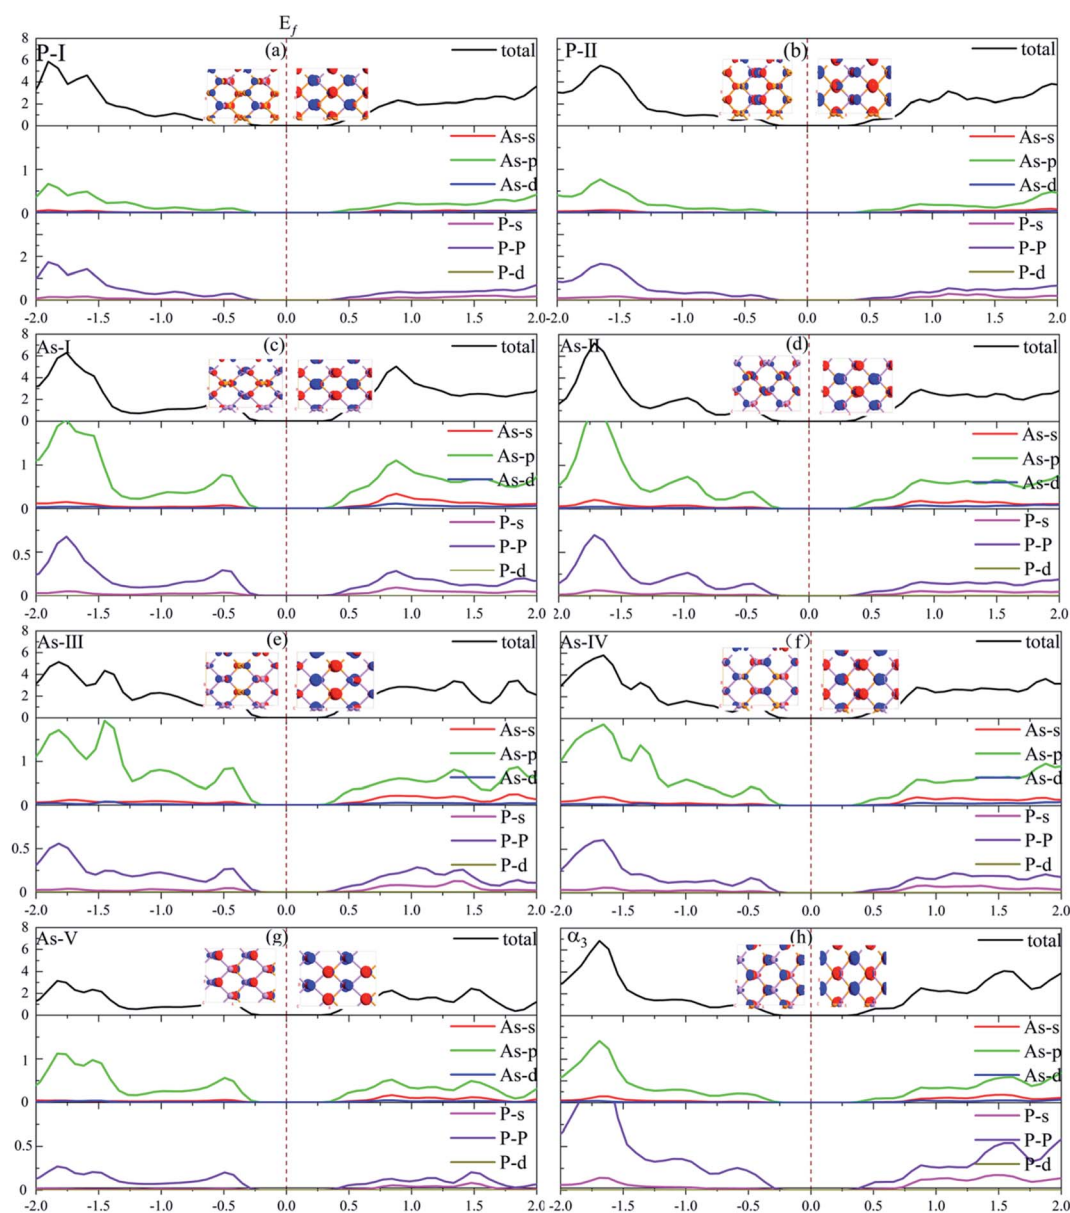 E_f
8
6
4
2
0
P-I
(a)
total
P-II
(b)
total
1
0
As-s
As-p
As-d
As-s
As-p
As-d
2
0
P-s
P-P
P-d
P-s
P-P
P-d
-2.0 -1.5 -1.0 -0.5 0.0 0.5 1.0 1.5 2.0
-2.0 -1.5 -1.0 -0.5 0.0 0.5 1.0 1.5 2.0
8
6
4
2
0
As-I
(c)
total
As-II
(d)
total
1
0
As-s
As-p
As-d
As-s
As-p
As-d
0.5
0
P-s
P-P
P-d
P-s
P-P
P-d
-2.0 -1.5 -1.0 -0.5 0.0 0.5 1.0 1.5 2.0
-2.0 -1.5 -1.0 -0.5 0.0 0.5 1.0 1.5 2.0
8
6
4
2
0
As-III
(e)
total
As-IV
(f)
total
1
0
As-s
As-p
As-d
As-s
As-p
As-d
0.5
0
P-s
P-P
P-d
P-s
P-P
P-d
-2.0 -1.5 -1.0 -0.5 0.0 0.5 1.0 1.5 2.0
-2.0 -1.5 -1.0 -0.5 0.0 0.5 1.0 1.5 2.0
8
6
4
2
0
As-V
(g)
total
α3
(h)
total
1
0
As-s
As-p
As-d
As-s
As-p
As-d
0.5
0
P-s
P-P
P-d
P-s
P-P
P-d
-2.0 -1.5 -1.0 -0.5 0.0 0.5 1.0 1.5 2.0
-2.0 -1.5 -1.0 -0.5 0.0 0.5 1.0 1.5 2.0